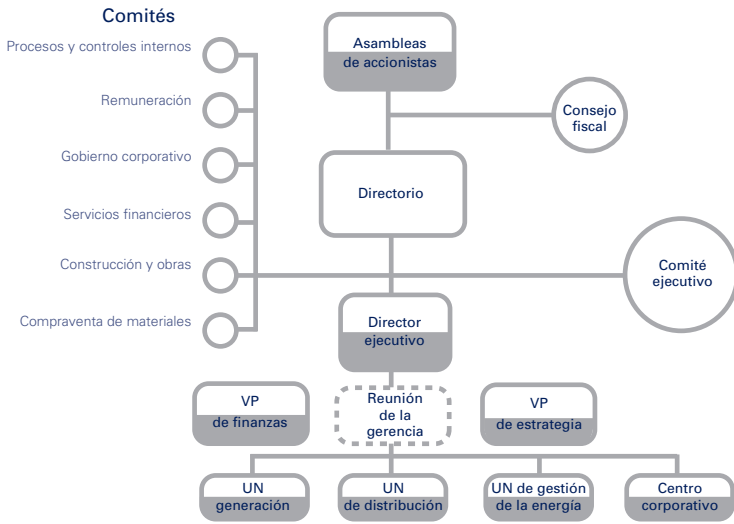 Comités
Procesos y controles internos
Remuneración
Gobierno corporativo
Servicios financieros
Construcción y obras
Compraventa de materiales
Asambleas
de accionistas
Consejo
fiscal
Directorio
Comité
ejecutivo
Director
ejecutivo
VP
de finanzas
Reunión
de la
gerencia
VP
de estrategia
UN
generación
UN
de distribución
UN de gestión
de la energía
Centro
corporativo